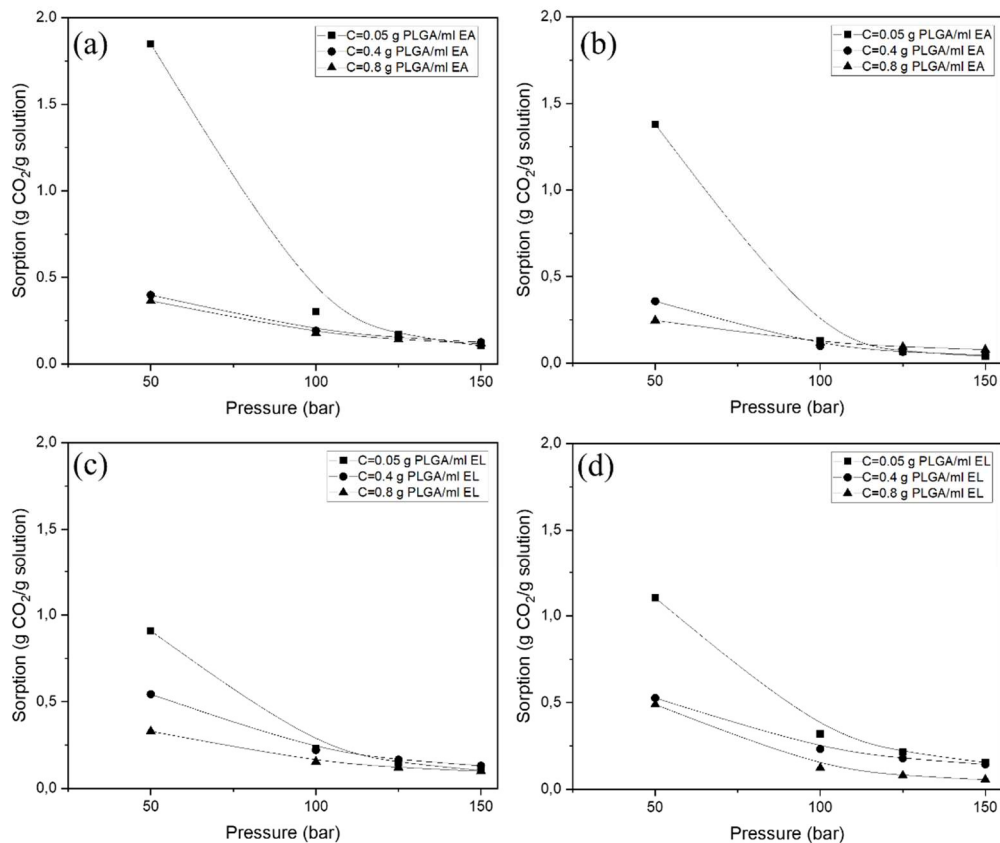 (a)
2.0
1.5
1.0
0.5
0.0
Sorption (g CO₂/g solution)
C=0.05 g PLGA/ml EA
C=0.4 g PLGA/ml EA
C=0.8 g PLGA/ml EA
50 100 150
Pressure (bar)
(b)
2,0
1,5
1,0
0,5
0,0
Sorption (g CO₂/g solution)
C=0.05 g PLGA/ml EA
C=0.4 g PLGA/ml EA
C=0.8 g PLGA/ml EA
50 100 150
Pressure (bar)
(c)
2,0
1,5
1,0
0,5
0,0
Sorption (g CO₂/g solution)
C=0.05 g PLGA/ml EL
C=0.4 g PLGA/ml EL
C=0.8 g PLGA/ml EL
50 100 150
Pressure (bar)
(d)
2,0
1,5
1,0
0,5
0,0
Sorption (g CO₂/g solution)
C=0.05 g PLGA/ml EL
C=0.4 g PLGA/ml EL
C=0.8 g PLGA/ml EL
50 100 150
Pressure (bar)